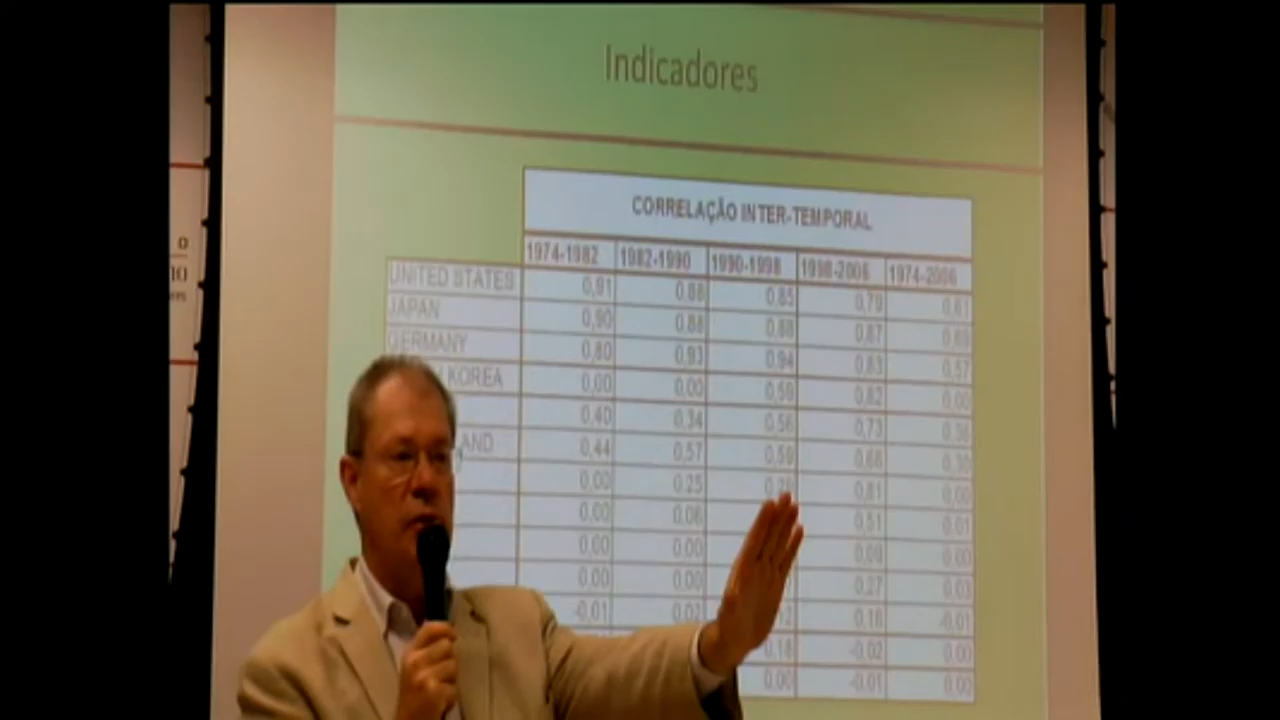 Indicadores
CORRELAÇÃO INTER-TEMPORAL
1974-1982 1982-1990 1990-1998 1998-2006 1974-2006
UNITED STATES 0,91 0,88 0,85 0,79 0,61
JAPAN 0,90 0,88 0,88 0,87 0,69
GERMANY 0,80 0,93 0,94 0,83 0,57
KOREA 0,00 0,00 0,59 0,82 0,00
0,40 0,34 0,56 0,73 0,36
AND 0,44 0,57 0,59 0,66 0,30
0,00 0,25 0,81 0,00
0,00 0,06 0,51 0,01
0,00 0,00 0,09 0,00
0,00 0,00 0,27 0,03
-0,01 0,02 0,16 -0,01
0,18 -0,02 0,00
0,00 -0,01 0,00